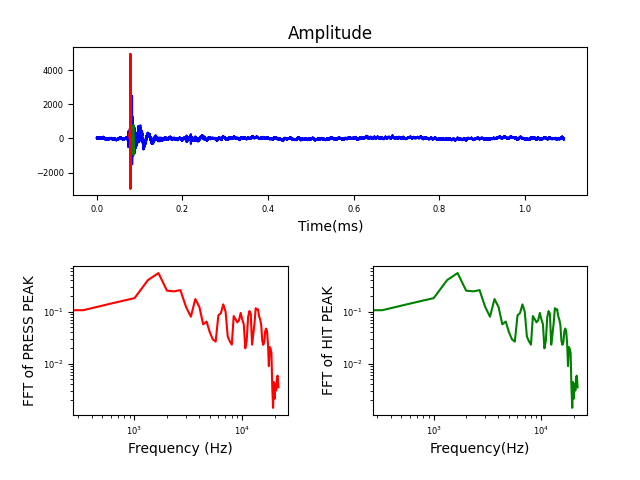 Amplitude
4000
2000
0
−2000
0.0 0.2 0.4 0.6 0.8 1.0
Time(ms)
FFT of PRESS PEAK
10⁻¹
10⁻²
10³ 10⁴
Frequency (Hz)
FFT of HIT PEAK
10⁻¹
10⁻²
10³ 10⁴
Frequency(Hz)